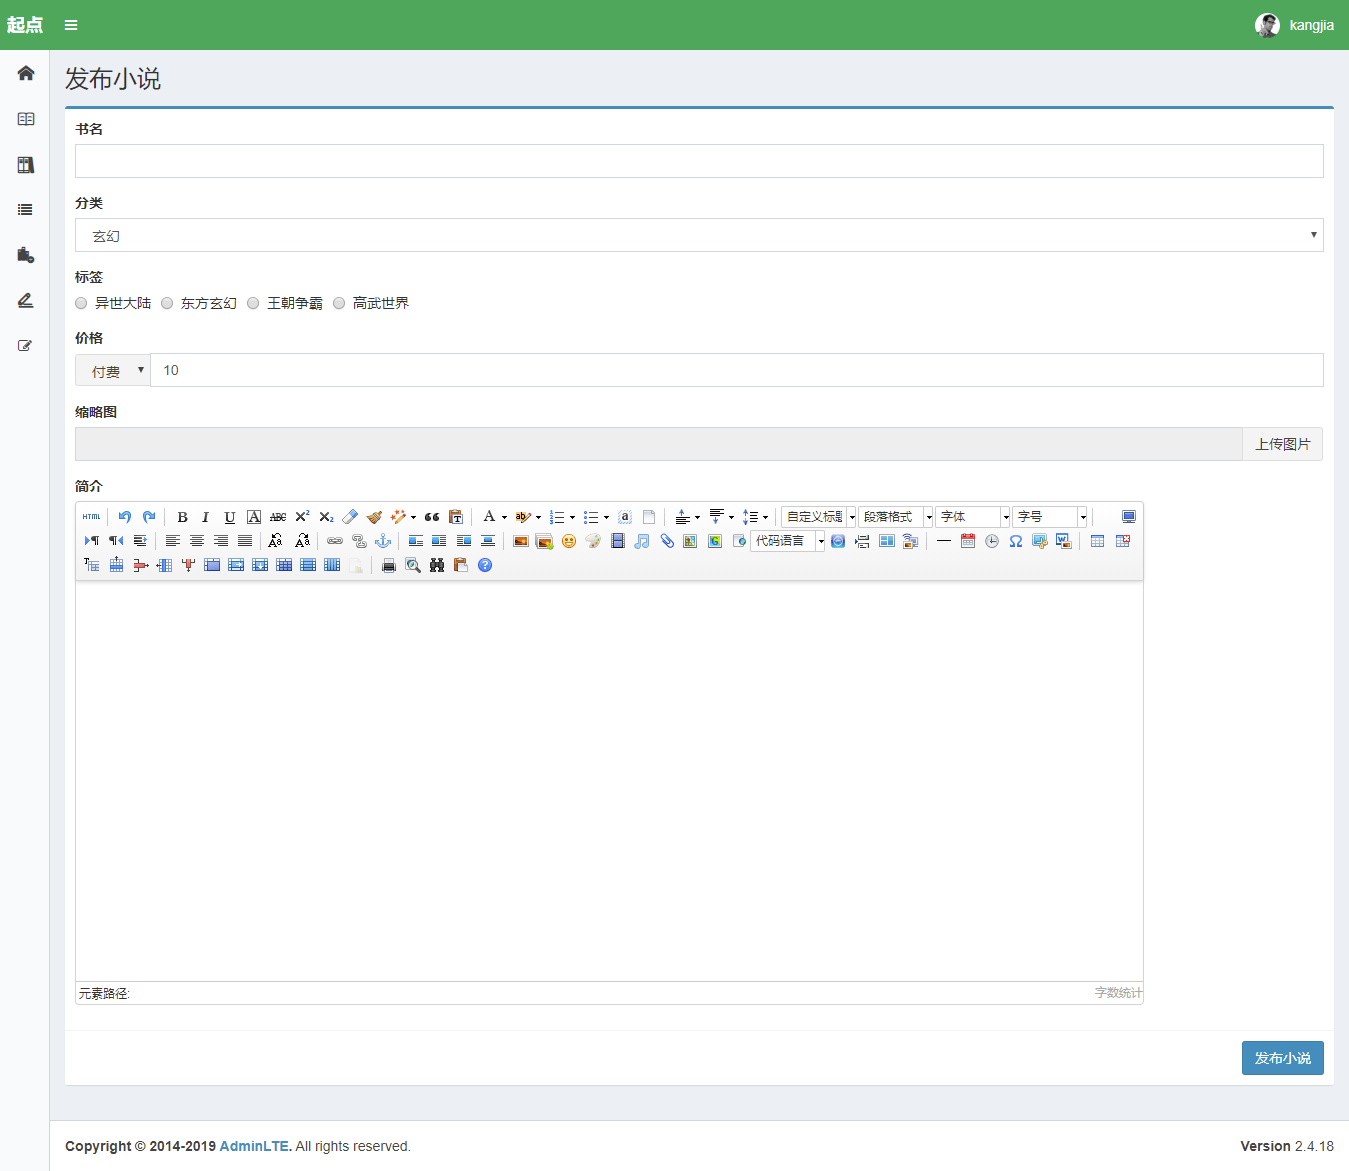 起点
kangjia
发布小说
书名
分类
玄幻
标签
异世大陆 东方玄幻 王朝争霸 高武世界
价格
付费 10
缩略图
上传图片
简介
HTML B I U A ABC X² X₂ A ab a 自定义标题 段落格式 字体 字号
代码语言
元素路径: 字数统计
发布小说
Copyright © 2014-2019 AdminLTE. All rights reserved.
Version 2.4.18